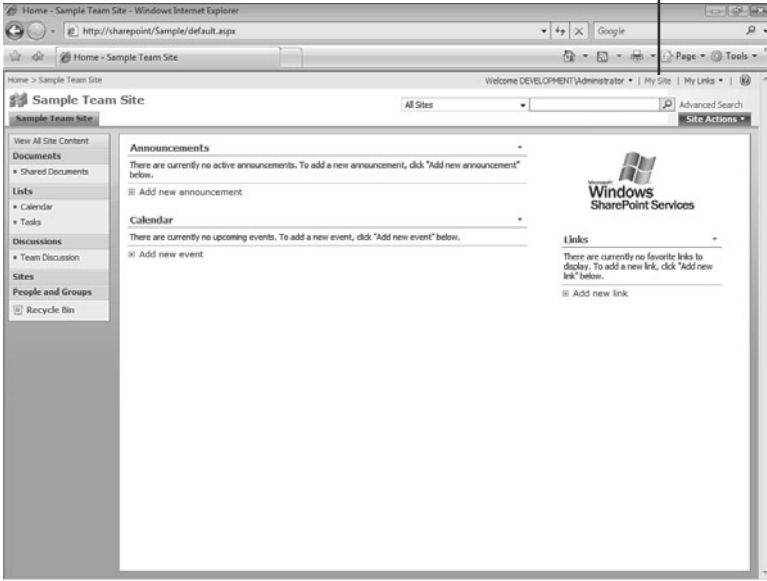 Home - Sample Team Site - Windows Internet Explorer
http://sharepoint/Sample/default.aspx
Google
Home - Sample Team Site
Page
Tools
Home > Sample Team Site
Welcome DEVELOPMENT\Administrator
| My Site | My Links |
Sample Team Site
All Sites
Advanced Search
Sample Team Site
Site Actions
View All Site Content
Documents
Shared Documents
Lists
Calendar
Tasks
Discussions
Team Discussion
Sites
People and Groups
Recycle Bin
Announcements
There are currently no active announcements. To add a new announcement, click "Add new announcement"
below.
Add new announcement
Calendar
There are currently no upcoming events. To add a new event, click "Add new event" below.
Add new event
Microsoft
Windows
SharePoint Services
Links
There are currently no favorite links to
display. To add a new link, click "Add new
link" below.
Add new link